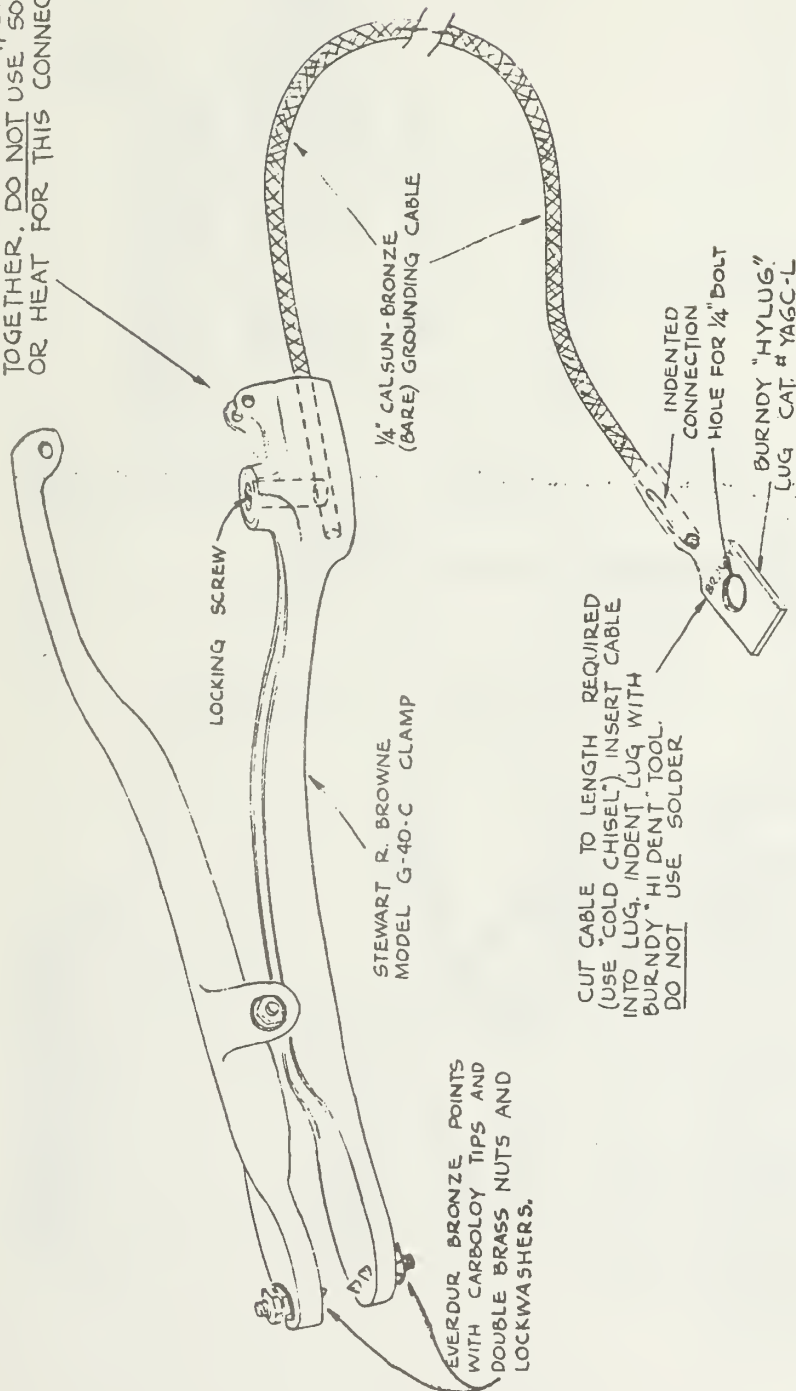 TOGETHER. DO NOT USE
OR HEAT FOR THIS
LOCKING SCREW
1/4" CALSUN-BRONZE
(BARE) GROUNDING CABLE
STEWART R. BROWNE
MODEL G-40-C CLAMP
INDENTED
CONNECTION
HOLE FOR 1/4" BOLT
BURNDY "HYLUG"
LUG CAT. # YA6C-L
CUT CABLE TO LENGTH REQUIRED
(USE "COLD CHISEL") INSERT CABLE
INTO LUG. INDENT LUG WITH
BURNDY "HI DENT" TOOL.
DO NOT USE SOLDER
EVERDUR BRONZE POINTS
WITH CARBOLOY TIPS AND
DOUBLE BRASS NUTS AND
LOCKWASHERS.